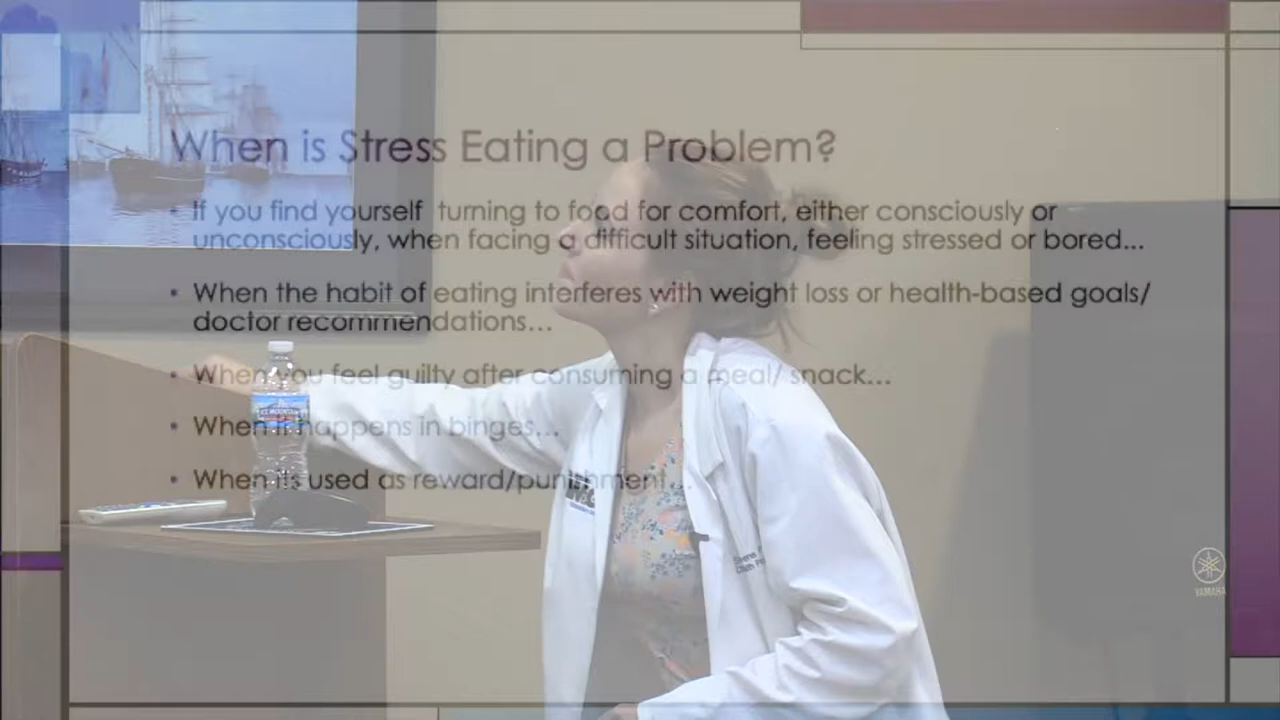 When is Stress Eating a Problem?
• If you find yourself turning to food for comfort, either consciously or
unconsciously, when facing a difficult situation, feeling stressed or bored...
• When the habit of eating interferes with weight loss or health-based goals/
doctor recommendations...
• When you feel guilty after consuming a meal/ snack...
• When it happens in binges...
• When its used as reward/punishment...
YAMAHA